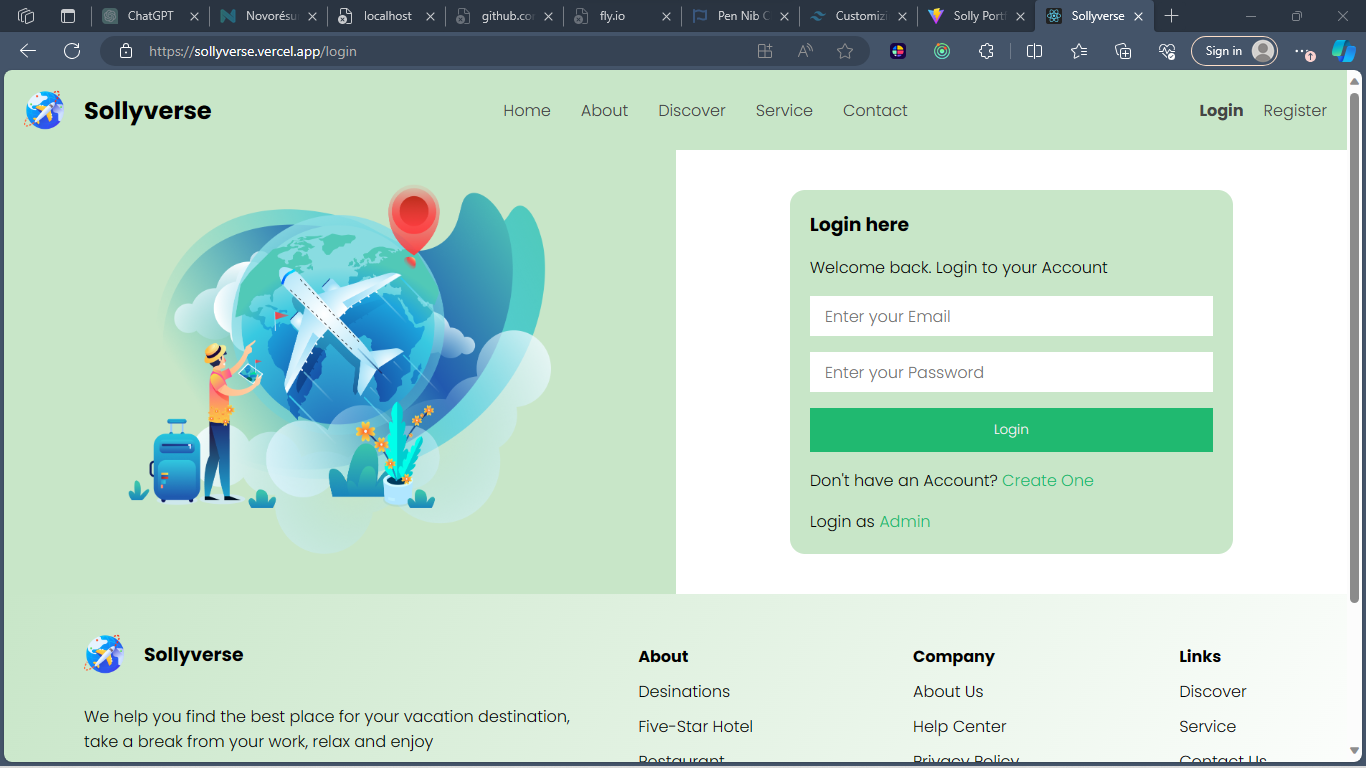 ChatGPT
Novorésu
localhost
github.co
fly.io
Pen Nib C
Customizi
Solly Port
Sollyverse
https://sollyverse.vercel.app/login
Sign in
Sollyverse
Home About Discover Service Contact
Login Register
Login here
Welcome back. Login to your Account
Enter your Email
Enter your Password
Login
Don't have an Account? Create One
Login as Admin
Sollyverse
We help you find the best place for your vacation destination,
take a break from your work, relax and enjoy
About
Desinations
Five-Star Hotel
Restaurant
Company
About Us
Help Center
Privacy Policy
Links
Discover
Service
Contact Us